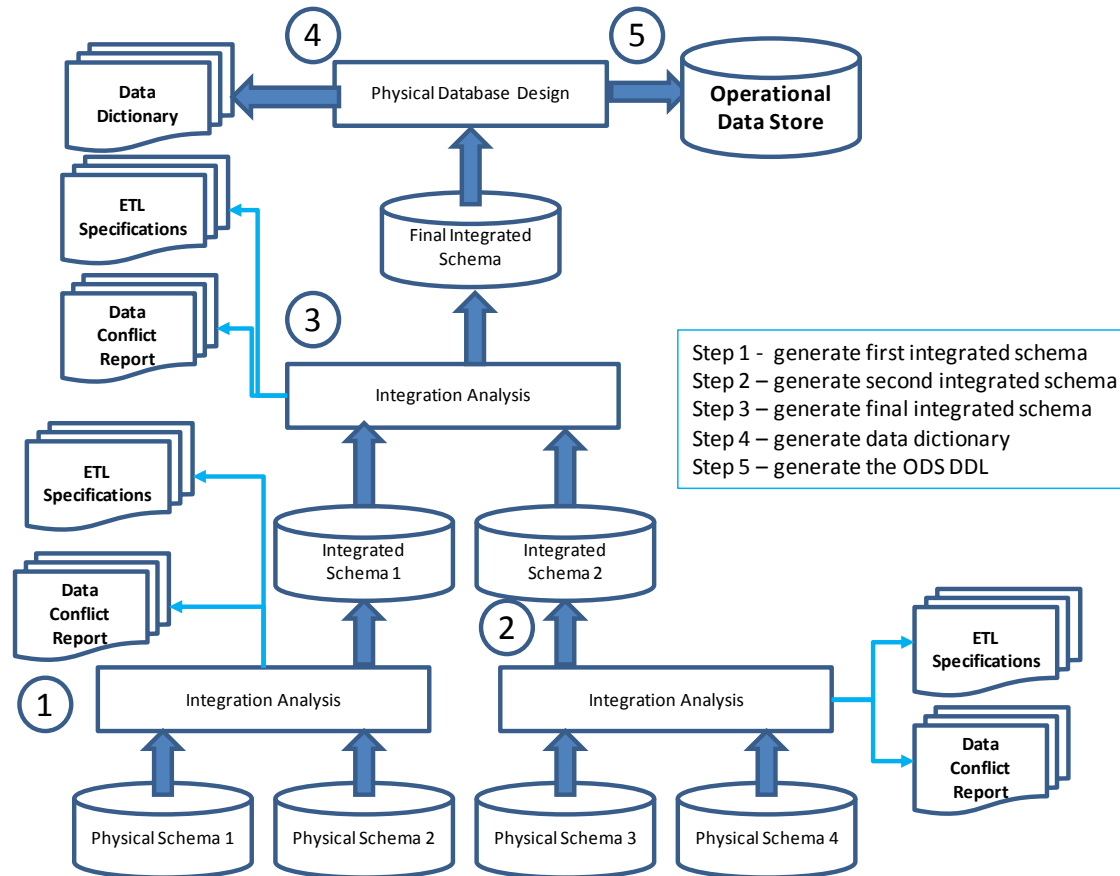 4
5
Data
Dictionary
Physical Database Design
Operational
Data Store
ETL
Specifications
Final Integrated
Schema
Data
Conflict
Report
3
Integration Analysis
Step 1 -  generate first integrated schema
Step 2 – generate second integrated schema
Step 3 – generate final integrated schema
Step 4 – generate data dictionary
Step 5 – generate the ODS DDL
ETL
Specifications
Integrated
Schema 1
Integrated
Schema 2
Data
Conflict
Report
2
ETL
Specifications
1
Integration Analysis
Integration Analysis
Data
Conflict
Report
Physical Schema 1
Physical Schema 2
Physical Schema 3
Physical Schema 4